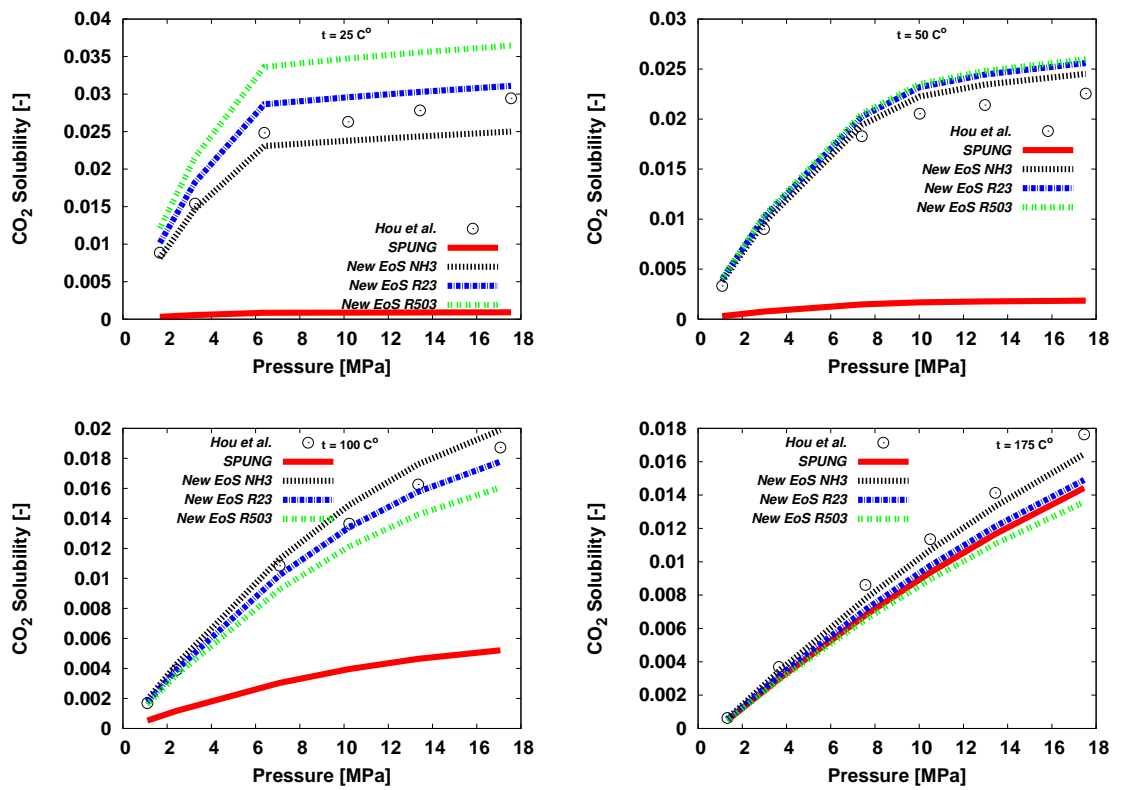 t = 25 C°
CO2 Solubility [-]
0.04
0.035
0.03
0.025
0.02
0.015
0.01
0.005
0
Hou et al.
SPUNG
New EoS NH3
New EoS R23
New EoS R503
0 2 4 6 8 10 12 14 16 18
Pressure [MPa]
t = 50 C°
CO2 Solubility [-]
0.03
0.025
0.02
0.015
0.01
0.005
0
Hou et al.
SPUNG
New EoS NH3
New EoS R23
New EoS R503
0 2 4 6 8 10 12 14 16 18
Pressure [MPa]
t = 100 C°
CO2 Solubility [-]
0.02
0.018
0.016
0.014
0.012
0.01
0.008
0.006
0.004
0.002
0
Hou et al.
SPUNG
New EoS NH3
New EoS R23
New EoS R503
0 2 4 6 8 10 12 14 16 18
Pressure [MPa]
t = 175 C°
CO2 Solubility [-]
0.018
0.016
0.014
0.012
0.01
0.008
0.006
0.004
0.002
0
Hou et al.
SPUNG
New EoS NH3
New EoS R23
New EoS R503
0 2 4 6 8 10 12 14 16 18
Pressure [MPa]